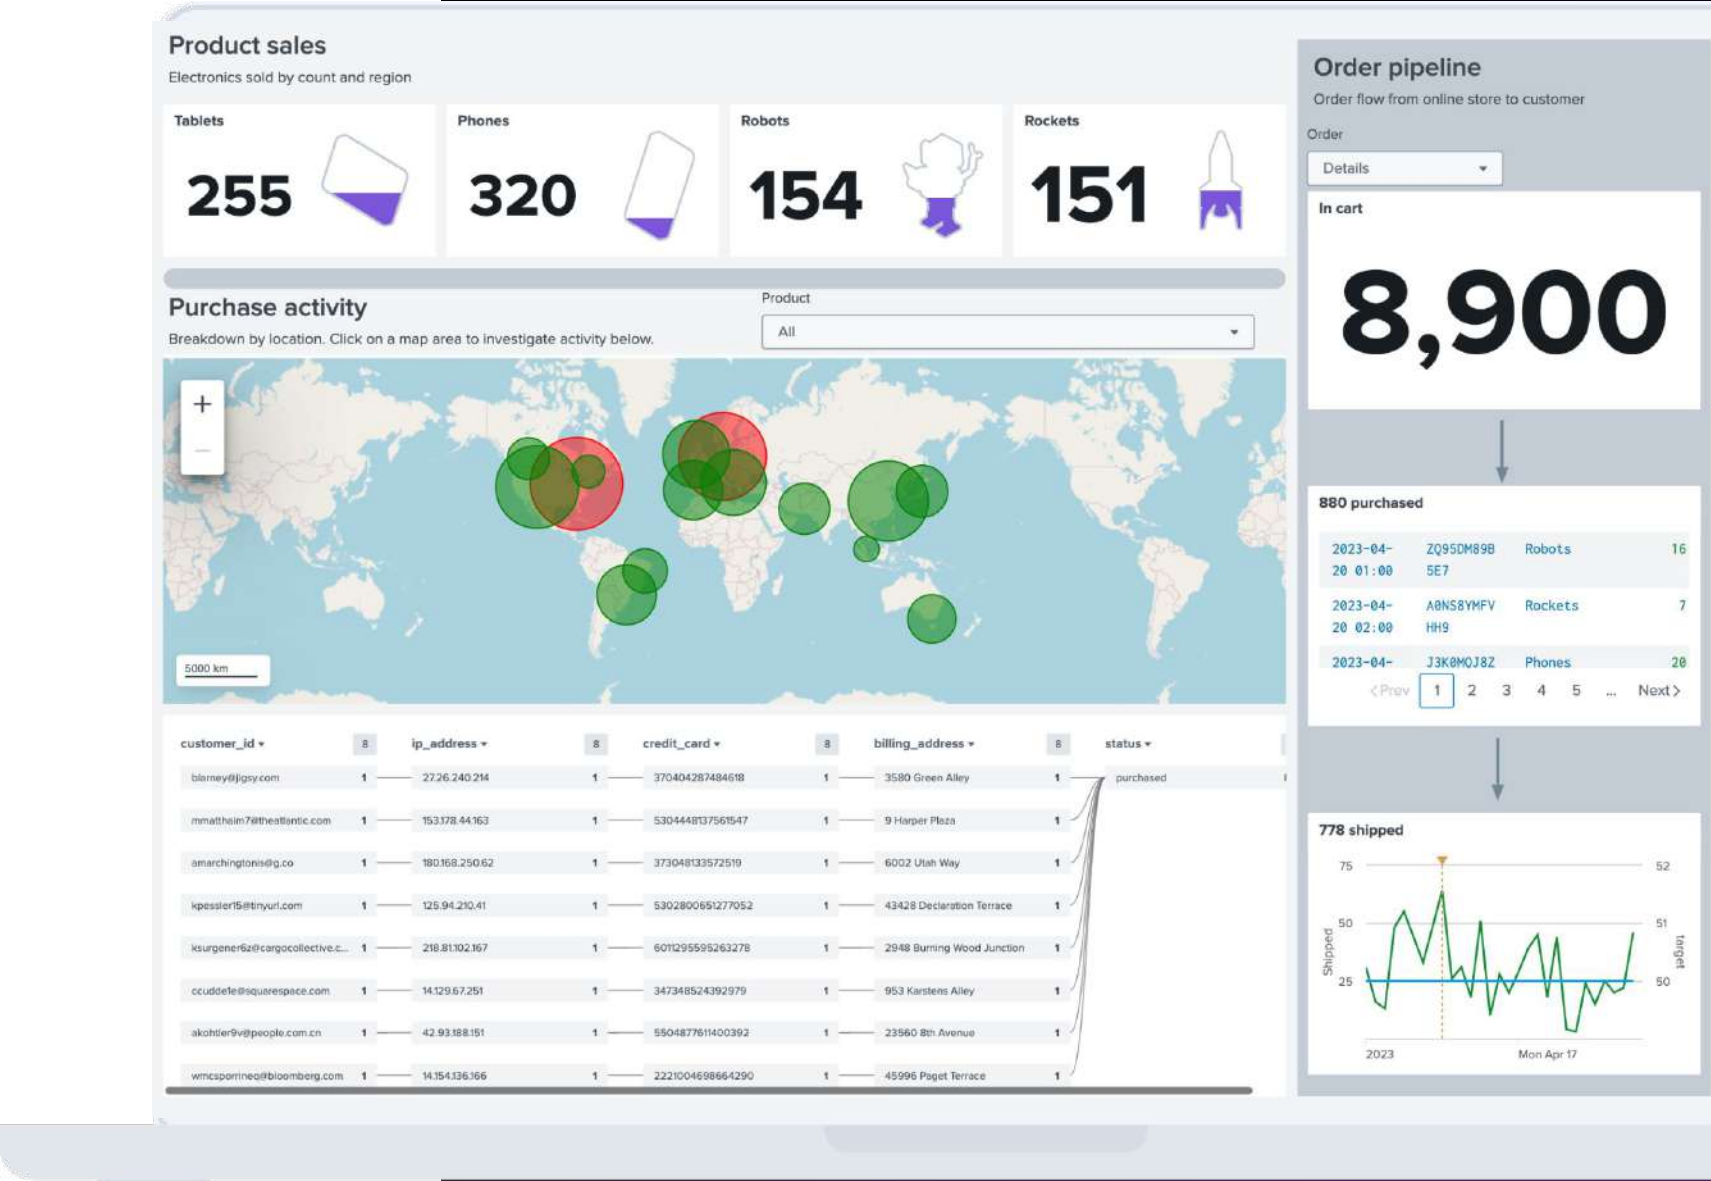 Product sales
Electronics sold by count and region
Tablets
255
Phones
320
Robots
154
Rockets
151
Purchase activity
Breakdown by location. Click on a map area to investigate activity below.
Product
All
+
5000 km
customer_id 8 ip_address 8 credit_card 8 billing_address 8 status
blarney@jigsy.com 1 27.26.240.214 1 370404287484618 1 3580 Green Alley 1 purchased
mmatthaim7@theatlantic.com 1 153.178.44.163 1 5304448137561547 1 9 Harper Plaza 1
amarchingtonis@g.co 1 180.168.250.62 1 373048133572519 1 6002 Utah Way 1
kpessler15@tinyurl.com 1 125.94.210.41 1 5302800651277052 1 43428 Declaration Terrace 1
ksurgener6z@cargocollective.c... 1 218.81.102.167 1 6011295595263278 1 2948 Burning Wood Junction 1
ccudde1e@squarespace.com 1 14.129.67.251 1 347348524392979 1 953 Karstens Alley 1
akohtler9v@people.com.cn 1 42.93.188.151 1 5504877611400392 1 23560 8th Avenue 1
wmcsporrineq@bloomberg.com 1 14.154.136.166 1 2221004698664290 1 45996 Paget Terrace 1
Order pipeline
Order flow from online store to customer
Order
Details
In cart
8,900
880 purchased
2023-04- ZQ95DM89B Robots 16
20 01:00 5E7
2023-04- A0NS8YMFV Rockets 7
20 02:00 HH9
2023-04- J3K0MQJ8Z Phones 20
< Prev 1 2 3 4 5 ... Next >
778 shipped
75 52
50 51
25 50
Shipped
target
2023 Mon Apr 17